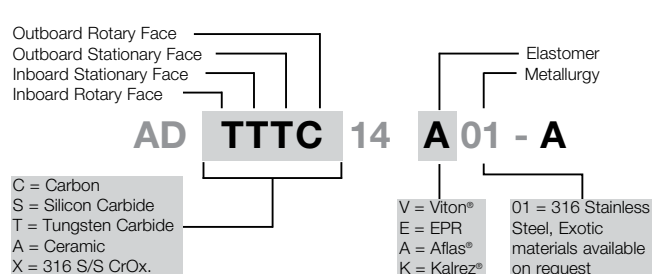 Outboard Rotary Face
Outboard Stationary Face
Inboard Stationary Face
Inboard Rotary Face
Elastomer
Metallurgy
AD TTTC 14 A 01 - A
C = Carbon
S = Silicon Carbide
T = Tungsten Carbide
A = Ceramic
X = 316 S/S CrOx.
V = Viton®
E = EPR
A = Aflas®
K = Kalrez®
01 = 316 Stainless
Steel, Exotic
materials available
on request